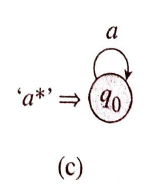 a
‘a*’ ⇒ q₀
(c)